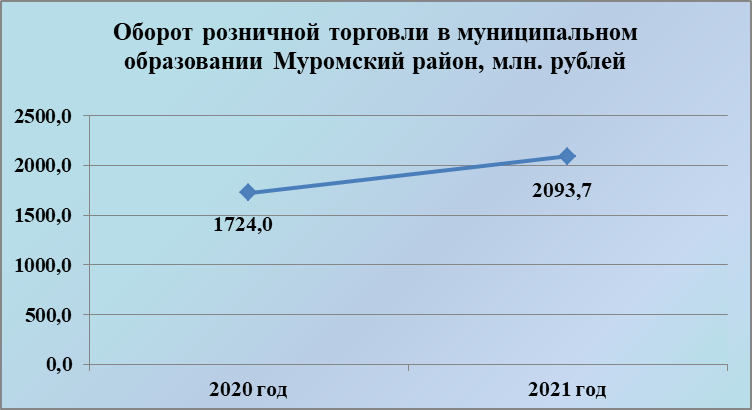 Оборот розничной торговли в муниципальном
образовании Муромский район, млн. рублей
2500,0
2000,0
1500,0
1000,0
500,0
0,0
1724,0
2093,7
2020 год
2021 год